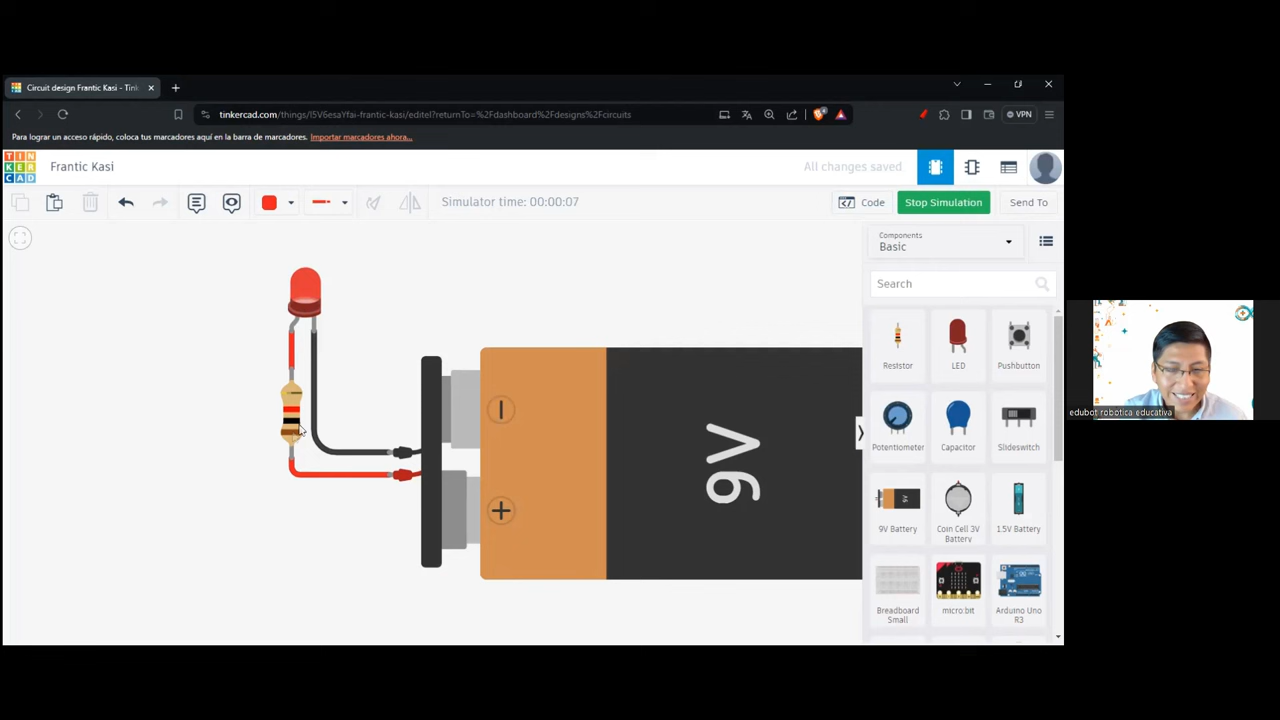 Circuit design Frantic Kasi - Tink
tinkercad.com/things/I5V6esaYfai-frantic-kasi/editel?returnTo=%2Fdashboard%2Fdesigns%2Fcircuits
VPN
Para lograr un acceso rápido, coloca tus marcadores aquí en la barra de marcadores. Importar marcadores ahora...
TIN
KER
CAD
Frantic Kasi
All changes saved
Simulator time: 00:00:07
Code
Stop Simulation
Send To
Components
Basic
Search
Resistor
LED
Pushbutton
Potentiometer
Capacitor
Slideswitch
9V Battery
Coin Cell 3V
Battery
1.5V Battery
Breadboard
Small
micro:bit
Arduino Uno
R3
9V
edubot robotica educativa